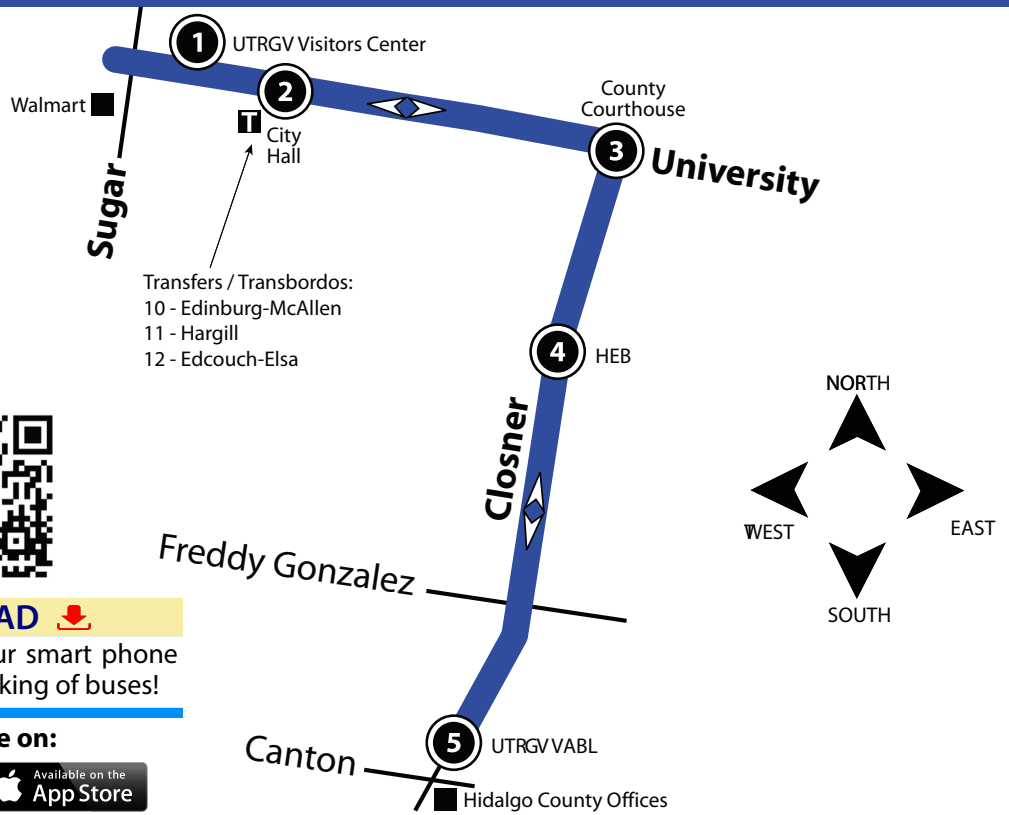 1
UTRGV Visitors Center
2
T
City
Hall
Walmart
Sugar
County
Courthouse
3
University
Transfers / Transbordos:
10 - Edinburg-McAllen
11 - Hargill
12 - Edcouch-Elsa
4
HEB
Closner
NORTH
WEST
EAST
SOUTH
Freddy Gonzalez
AD
ur smart phone
king of buses!
e on:
Available on the
App Store
5
UTRGV VABL
Canton
Hidalgo County Offices